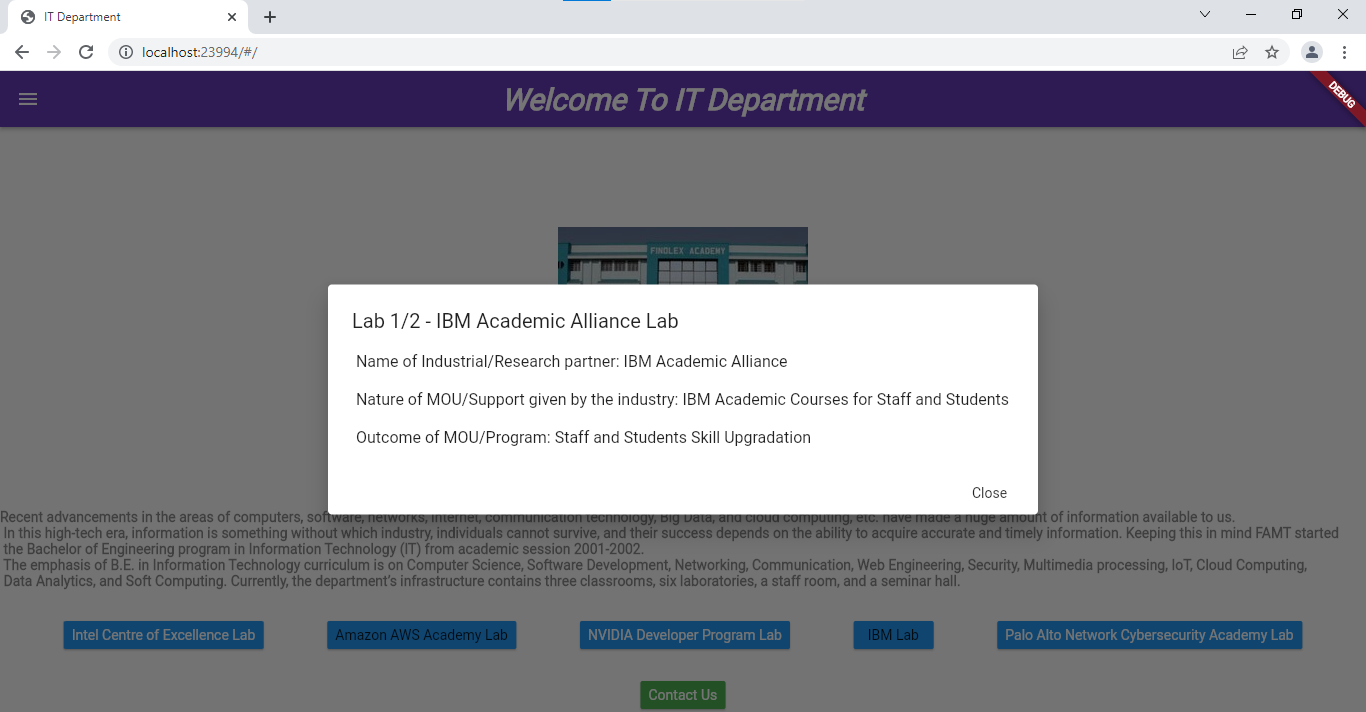 IT Department
localhost:23994/#/
Welcome To IT Department
DEBUG
FINOLEX ACADEMY
Lab 1/2 - IBM Academic Alliance Lab
Name of Industrial/Research partner: IBM Academic Alliance
Nature of MOU/Support given by the industry: IBM Academic Courses for Staff and Students
Outcome of MOU/Program: Staff and Students Skill Upgradation
Close
Recent advancements in the areas of computers, software, networks, internet, communication technology, Big Data, and cloud computing, etc. have made a huge amount of information available to us.
In this high-tech era, information is something without which industry, individuals cannot survive, and their success depends on the ability to acquire accurate and timely information. Keeping this in mind FAMT started
the Bachelor of Engineering program in Information Technology (IT) from academic session 2001-2002.
The emphasis of B.E. in Information Technology curriculum is on Computer Science, Software Development, Networking, Communication, Web Engineering, Security, Multimedia processing, IoT, Cloud Computing,
Data Analytics, and Soft Computing. Currently, the department's infrastructure contains three classrooms, six laboratories, a staff room, and a seminar hall.
Intel Centre of Excellence Lab
Amazon AWS Academy Lab
NVIDIA Developer Program Lab
IBM Lab
Palo Alto Network Cybersecurity Academy Lab
Contact Us